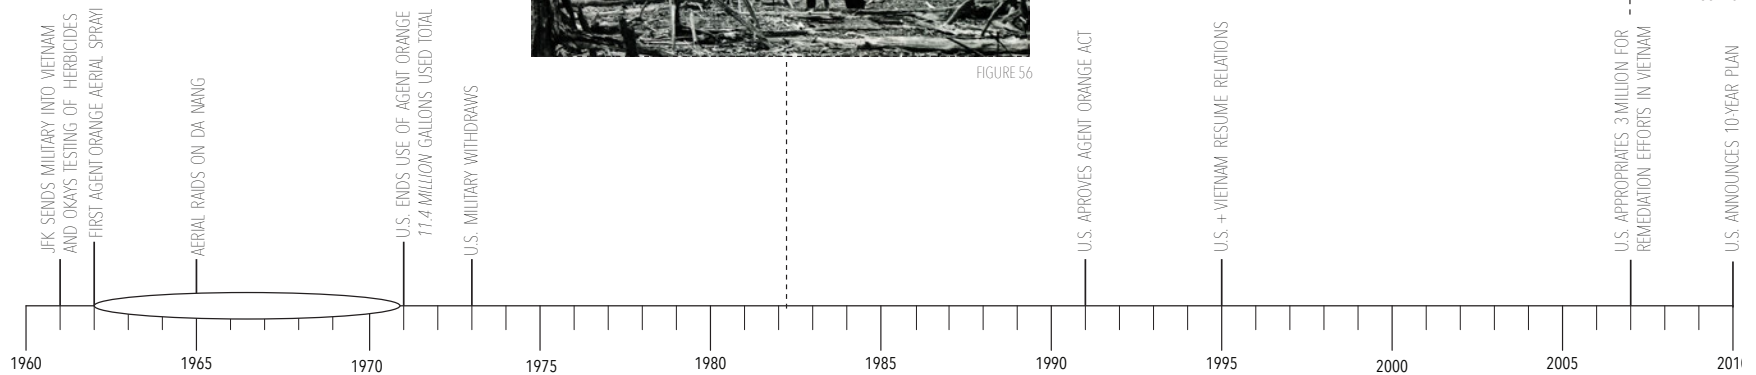 JFK SENDS MILITARY INTO VIETNAM
AND OKAYS TESTING OF HERBICIDES
FIRST AGENT ORANGE AERIAL SPRAYI
AERIAL RAIDS ON DA NANG
U.S. ENDS USE OF AGENT ORANGE
11.4 MILLION GALLONS USED TOTAL
U.S. MILITARY WITHDRAWS
FIGURE 56
U.S. APROVES AGENT ORANGE ACT
U.S. + VIETNAM RESUME RELATIONS
U.S. APPROPRIATES 3 MILLION FOR
REMEDIATION EFFORTS IN VIETNAM
U.S. ANNOUNCES 10-YEAR PLAN
1960
1965
1970
1975
1980
1985
1990
1995
2000
2005
2010